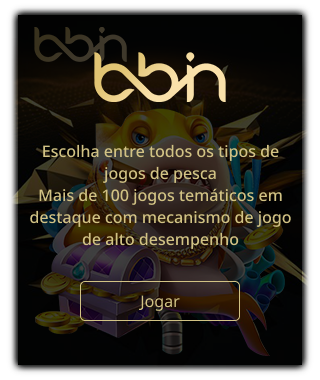 bbin
bbin
Escolha entre todos os tipos de
jogos de pesca
Mais de 100 jogos temáticos em
destaque com mecanismo de jogo
de alto desempenho
Jogar